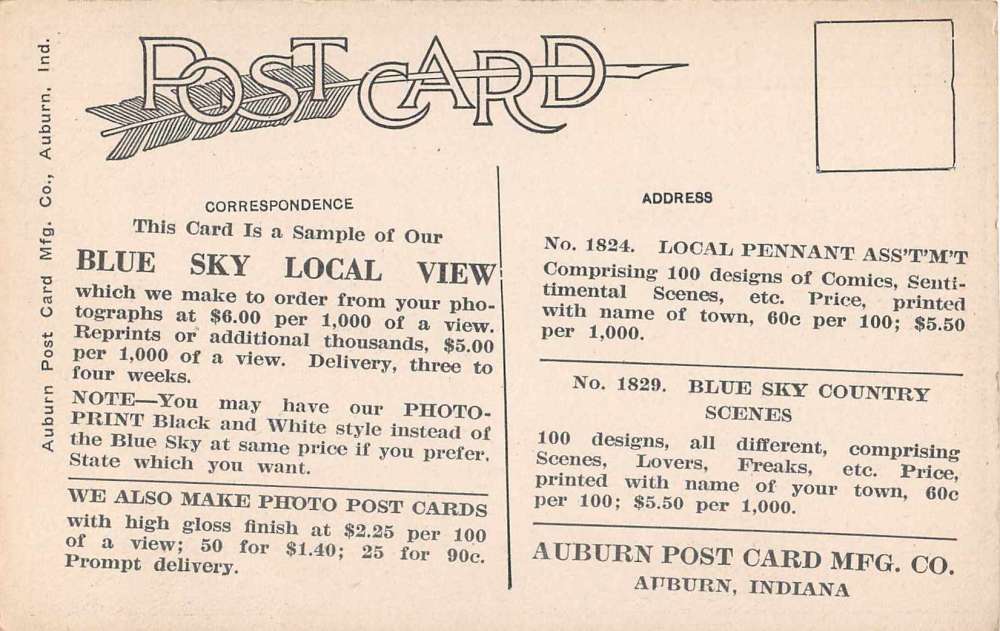 POST CARD
Auburn Post Card Mfg. Co., Auburn, Ind.
CORRESPONDENCE
This Card Is a Sample of Our
BLUE SKY LOCAL VIEW
which we make to order from your pho-
tographs at $6.00 per 1,000 of a view.
Reprints or additional thousands, $5.00
per 1,000 of a view. Delivery, three to
four weeks.
NOTE—You may have our PHOTO-
PRINT Black and White style instead of
the Blue Sky at same price if you prefer.
State which you want.
WE ALSO MAKE PHOTO POST CARDS
with high gloss finish at $2.25 per 100
of a view; 50 for $1.40; 25 for 90c.
Prompt delivery.
ADDRESS
No. 1824. LOCAL PENNANT ASS'T'M'T
Comprising 100 designs of Comics, Senti-
timental Scenes, etc. Price, printed
with name of town, 60c per 100; $5.50
per 1,000.
No. 1829. BLUE SKY COUNTRY
SCENES
100 designs, all different, comprising
Scenes, Lovers, Freaks, etc. Price,
printed with name of your town, 60c
per 100; $5.50 per 1,000.
AUBURN POST CARD MFG. CO.
AUBURN, INDIANA